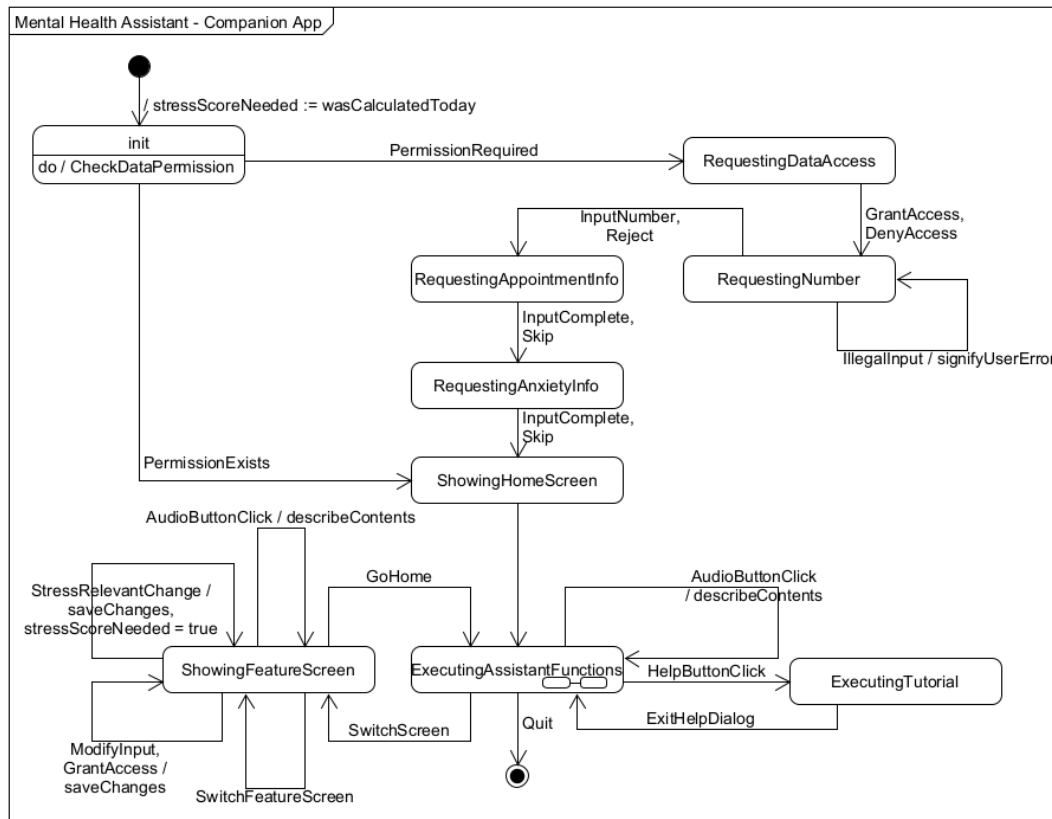 Mental Health Assistant - Companion App
/ stressScoreNeeded := wasCalculatedToday
init
do / CheckDataPermission
PermissionRequired
RequestingDataAccess
GrantAccess,
DenyAccess
InputNumber,
Reject
RequestingAppointmentInfo
RequestingNumber
InputComplete,
Skip
IllegalInput / signifyUserError
RequestingAnxietyInfo
InputComplete,
Skip
PermissionExists
ShowingHomeScreen
AudioButtonClick / describeContents
StressRelevantChange /
saveChanges,
stressScoreNeeded = true
GoHome
AudioButtonClick
/ describeContents
ShowingFeatureScreen
ExecutingAssistantFunctions
HelpButtonClick
ExecutingTutorial
SwitchScreen
Quit
ExitHelpDialog
ModifyInput,
GrantAccess /
saveChanges
SwitchFeatureScreen